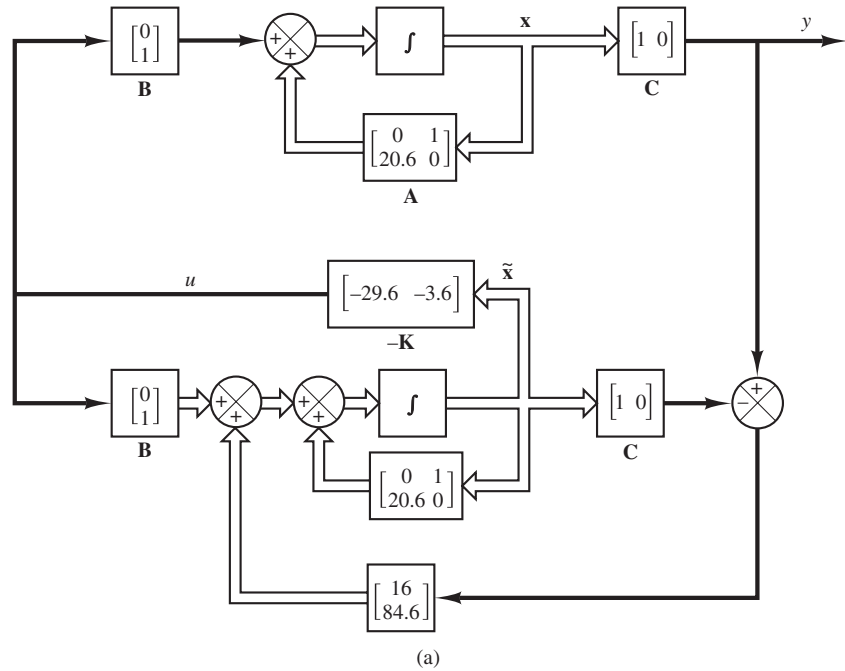 x
y
[0 1]
B
+
+
∫
[1 0]
C
[0 1 20.6 0]
A
u
x̃
[–29.6 –3.6]
–K
[0 1]
B
+
+
+
+
∫
[1 0]
C
+
–
[0 1 20.6 0]
[16 84.6]
(a)